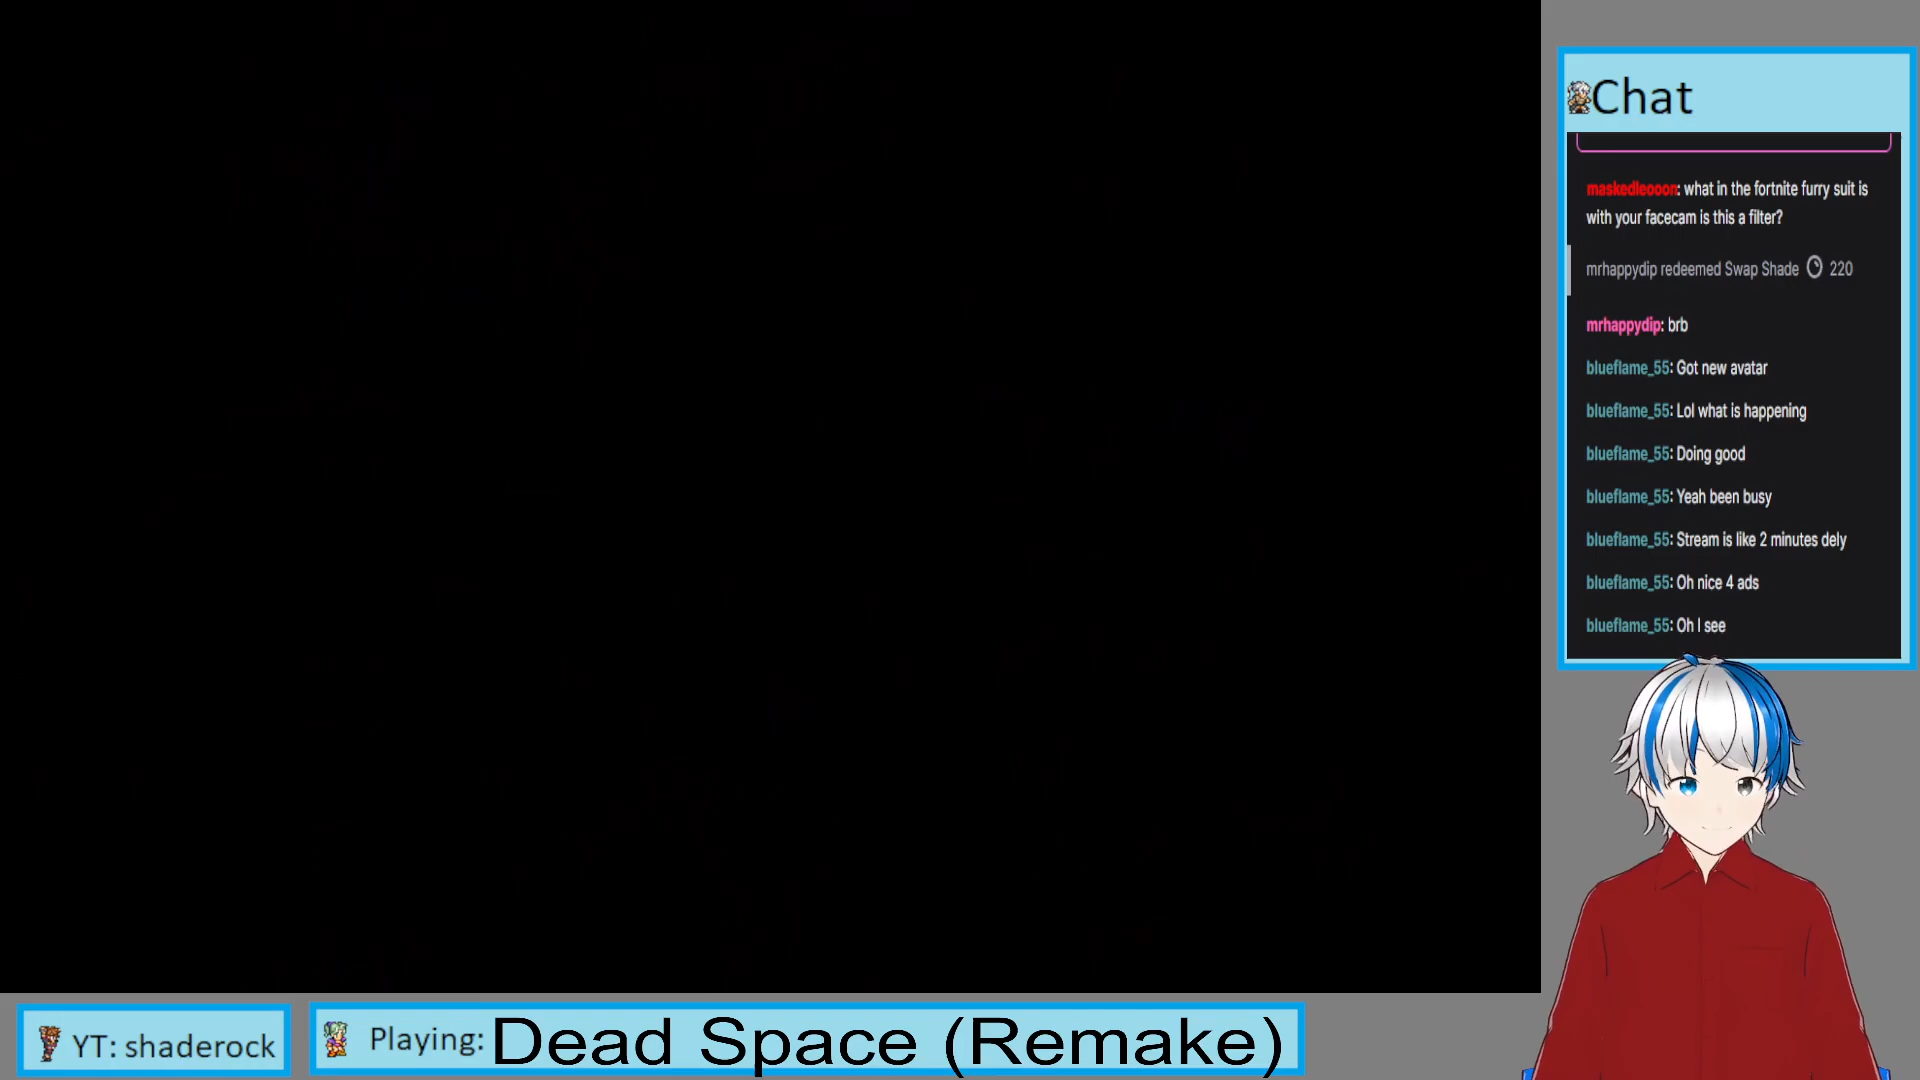 Chat
maskedleooon: what in the fortnite furry suit is
with your facecam is this a filter?
mrhappydip redeemed Swap Shade 220
mrhappydip: brb
blueflame_55: Got new avatar
blueflame_55: Lol what is happening
blueflame_55: Doing good
blueflame_55: Yeah been busy
blueflame_55: Stream is like 2 minutes dely
blueflame_55: Oh nice 4 ads
blueflame_55: Oh I see
YT: shaderock
Playing: Dead Space (Remake)